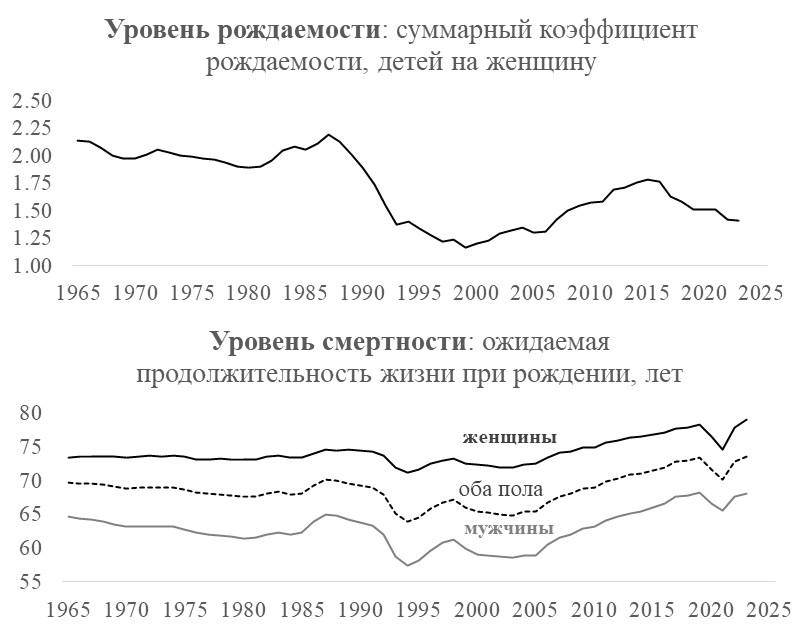 Уровень рождаемости: суммарный коэффициент
рождаемости, детей на женщину
2.50
2.00
1.75
1.50
1.25
1.00
1965 1970 1975 1980 1985 1990 1995 2000 2005 2010 2015 2020 2025
Уровень смертности: ожидаемая
продолжительность жизни при рождении, лет
80
75
70
65
60
55
женщины
оба пола
мужчины
1965 1970 1975 1980 1985 1990 1995 2000 2005 2010 2015 2020 2025